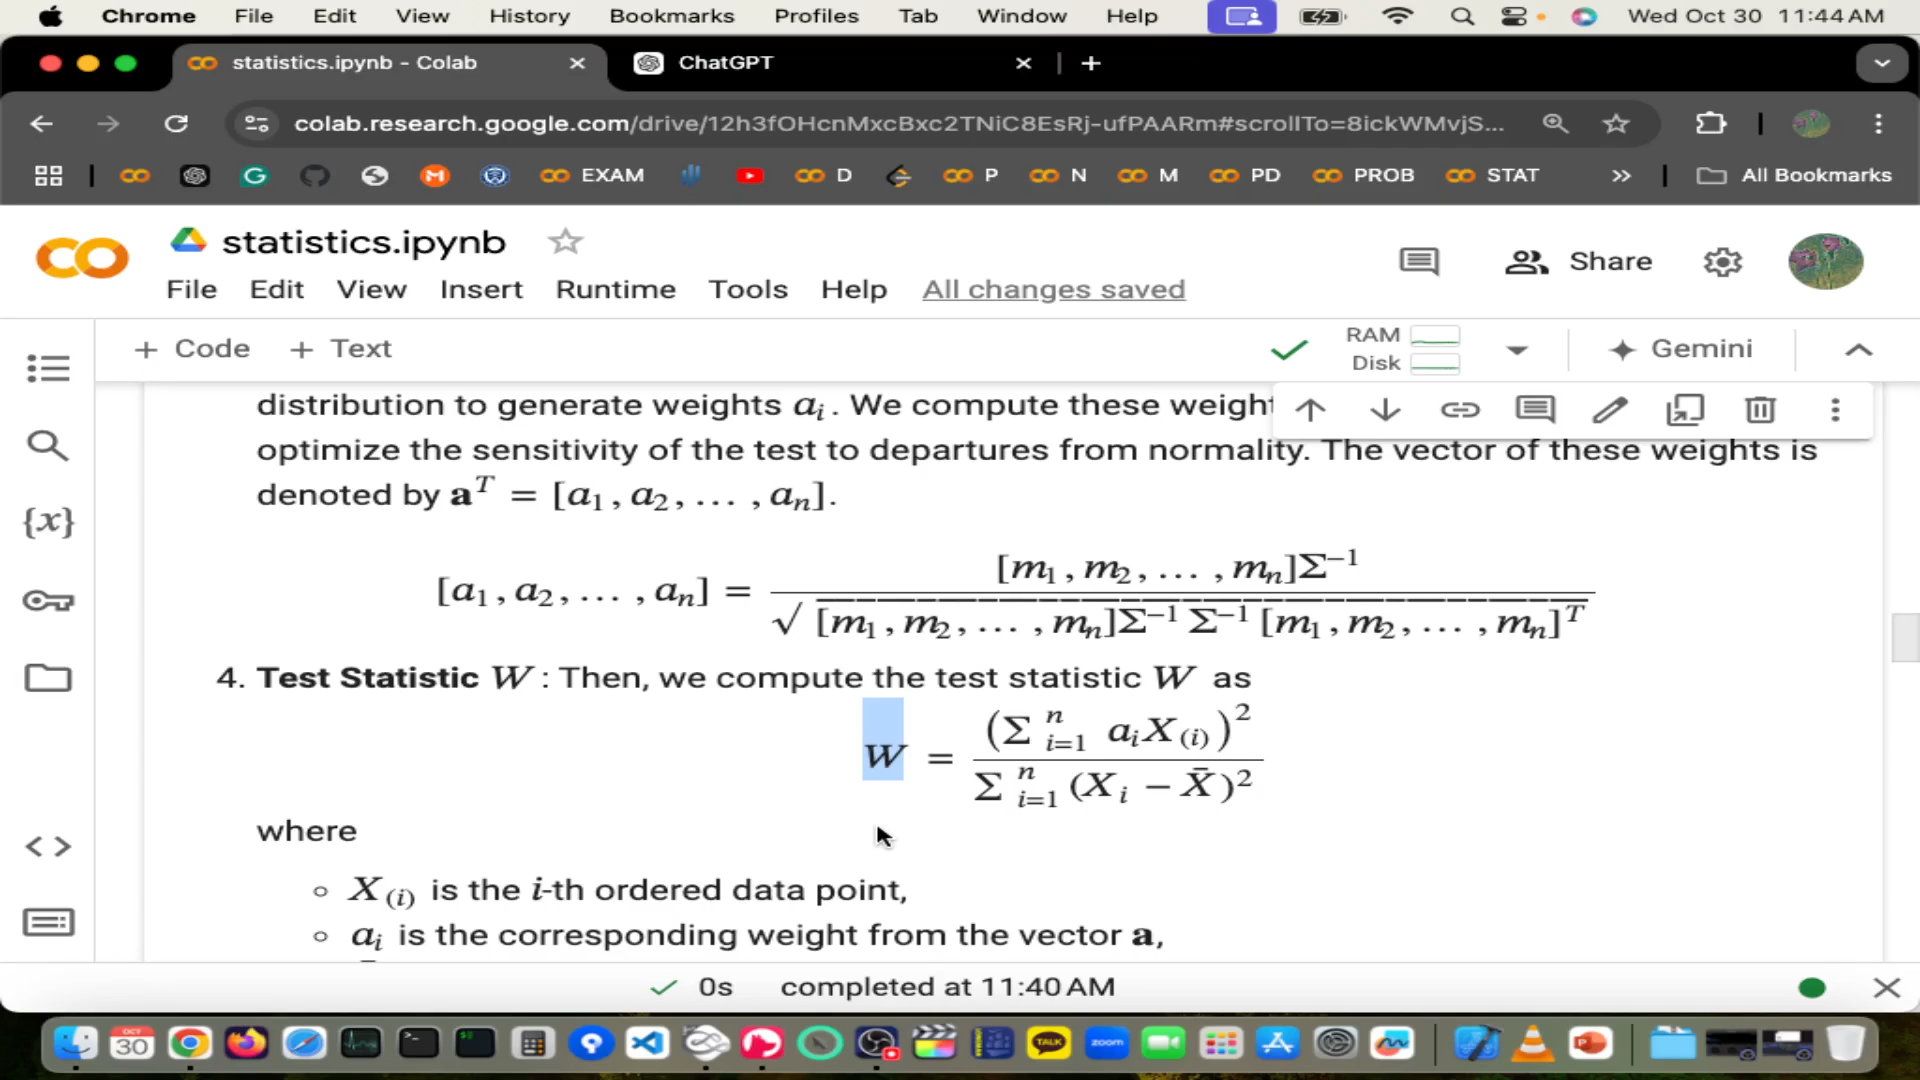 Chrome File Edit View History Bookmarks Profiles Tab Window Help Wed Oct 30 11:44 AM
statistics.ipynb - Colab ChatGPT
colab.research.google.com/drive/12h3fOHcnMxcBxc2TNiC8EsRj-ufPAARm#scrollTo=8ickWMvjS...
EXAM D P N M PD PROB STAT » All Bookmarks
statistics.ipynb
File Edit View Insert Runtime Tools Help All changes saved
Share
+ Code + Text
RAM
Disk
Gemini
distribution to generate weights aᵢ. We compute these weight
optimize the sensitivity of the test to departures from normality. The vector of these weights is
denoted by aᵀ = [a₁, a₂, … , aₙ].
[a₁, a₂, … , aₙ] = [m₁, m₂, … , mₙ]Σ⁻¹ / √[m₁, m₂, … , mₙ]Σ⁻¹ Σ⁻¹ [m₁, m₂, … , mₙ]ᵀ
4. Test Statistic W: Then, we compute the test statistic W as
W = (Σ ⁿᵢ₌₁ aᵢX₍ᵢ₎)² / Σ ⁿᵢ₌₁ (Xᵢ − X̄)²
where
X₍ᵢ₎ is the i-th ordered data point,
aᵢ is the corresponding weight from the vector a,
0s completed at 11:40 AM
OCT
30
TALK
zoom